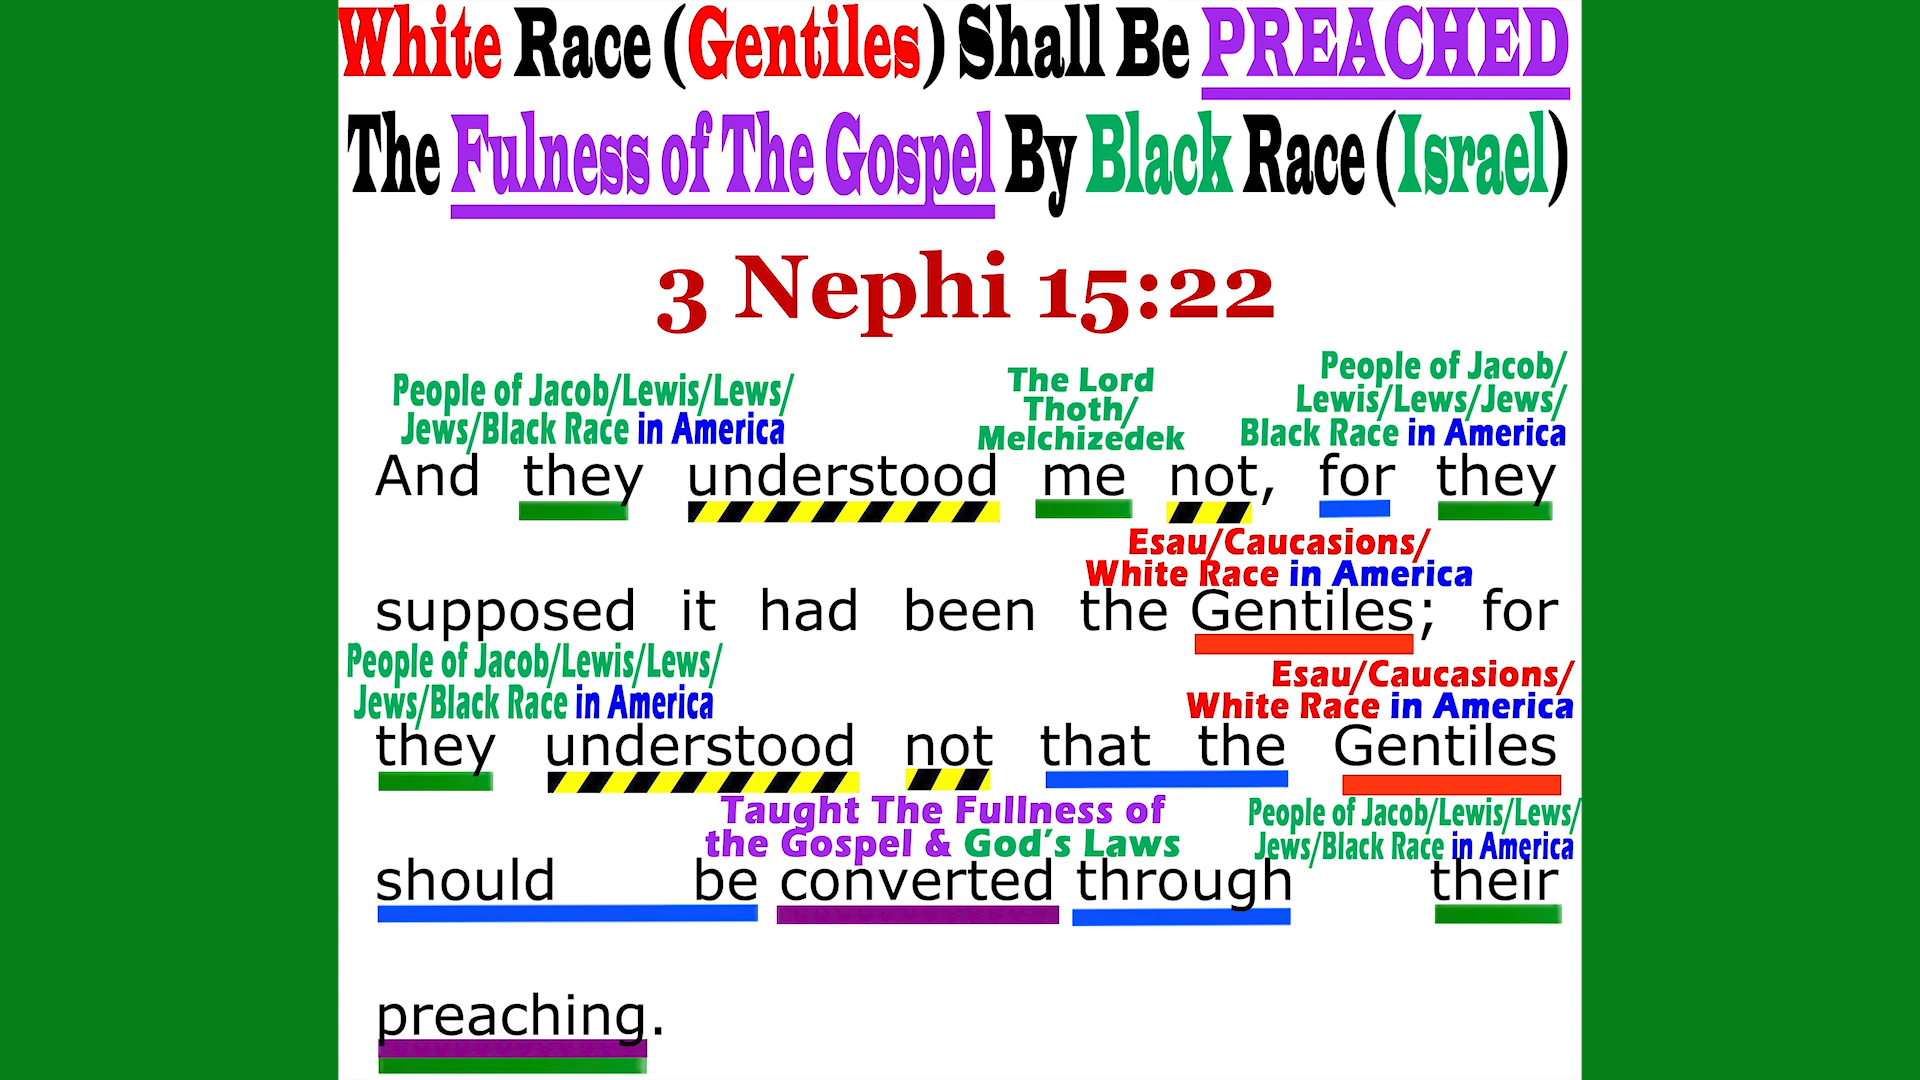 White Race (Gentiles) Shall Be PREACHED
The Fulness of The Gospel By Black Race (Israel)
3 Nephi 15:22
People of Jacob/Lewis/Lews/
Jews/Black Race in America
The Lord
Thoth/
Melchizedek
People of Jacob/
Lewis/Lews/Jews/
Black Race in America
And they understood me not, for they
Esau/Caucasions/
White Race in America
supposed it had been the Gentiles; for
People of Jacob/Lewis/Lews/
Jews/Black Race in America
Esau/Caucasions/
White Race in America
they understood not that the Gentiles
Taught The Fullness of
the Gospel & God's Laws
People of Jacob/Lewis/Lews/
Jews/Black Race in America
should be converted through their
preaching.